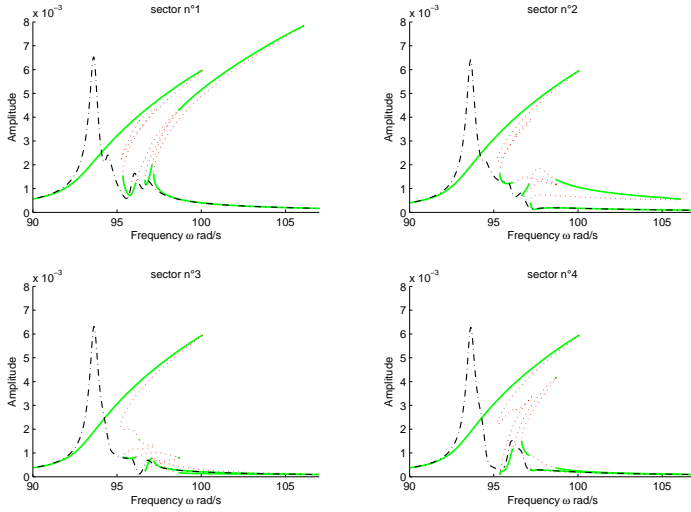 sector n°1
x 10⁻³
8
7
6
5
4
3
2
1
0
Amplitude
90 95 100 105
Frequency ω rad/s
sector n°2
x 10⁻³
8
7
6
5
4
3
2
1
0
Amplitude
90 95 100 105
Frequency ω rad/s
sector n°3
x 10⁻³
8
7
6
5
4
3
2
1
0
Amplitude
90 95 100 105
Frequency ω rad/s
sector n°4
x 10⁻³
8
7
6
5
4
3
2
1
0
Amplitude
90 95 100 105
Frequency ω rad/s